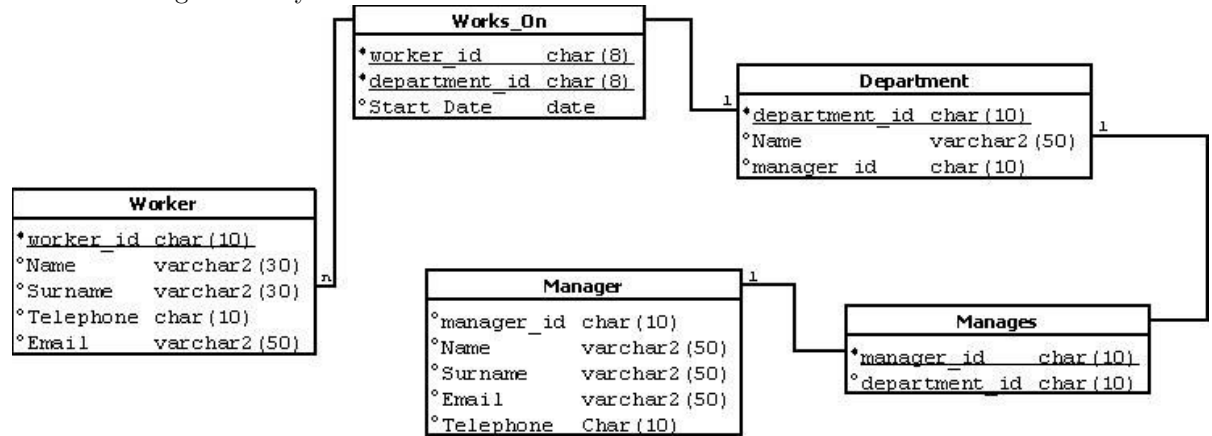 Works_On
*worker_id char(8)
*department_id char(8)
°Start Date date
1
Department
*department_id char(10)
°Name varchar2(50)
°manager_id char(10)
1
Worker
*worker_id char(10)
°Name varchar2(30)
°Surname varchar2(30)
°Telephone char(10)
°Email varchar2(50)
n
Manager
°manager_id char(10)
°Name varchar2(50)
°Surname varchar2(50)
°Email varchar2(50)
°Telephone Char(10)
1
Manages
*manager_id char(10)
°department_id char(10)